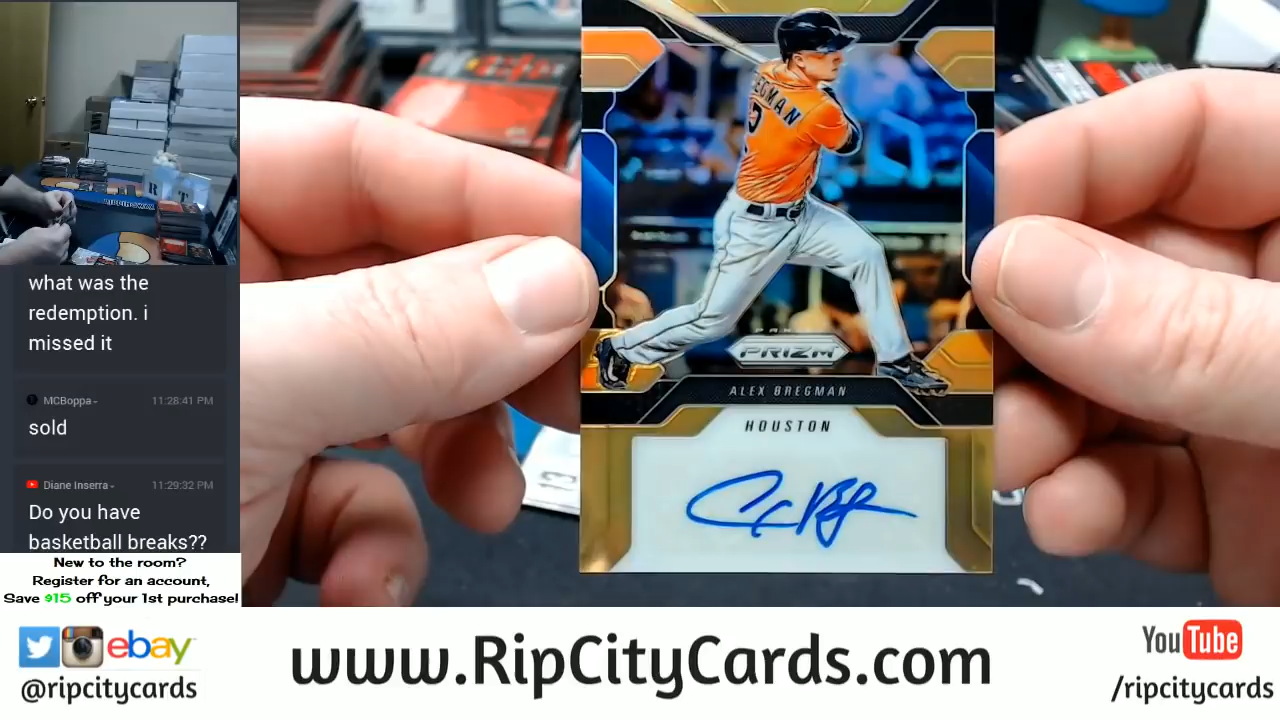 what was the
redemption. i
missed it
MCBoppa - 11:28:41 PM
sold
Diane Inserra - 11:29:32 PM
Do you have
basketball breaks??
New to the room?
Register for an account,
Save $15 off your 1st purchase!
BREGMAN
2
PRIZM
ALEX BREGMAN
HOUSTON
ebay
@ripcitycards
www.RipCityCards.com
YouTube
/ripcitycards